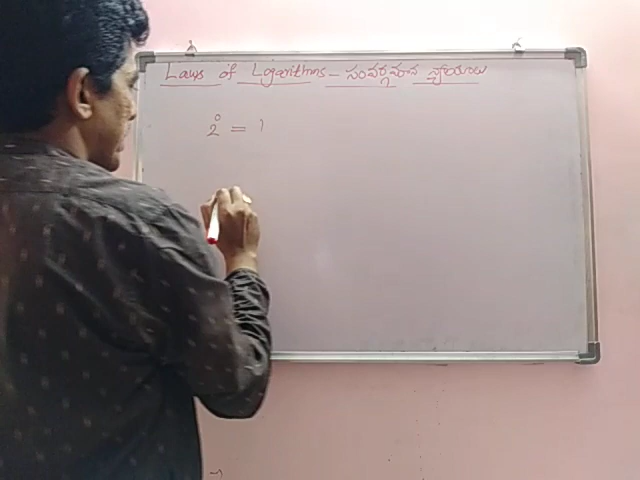 Laws of Logarithms - సంవర్గమాన న్యాయాలు
2⁰ = 1